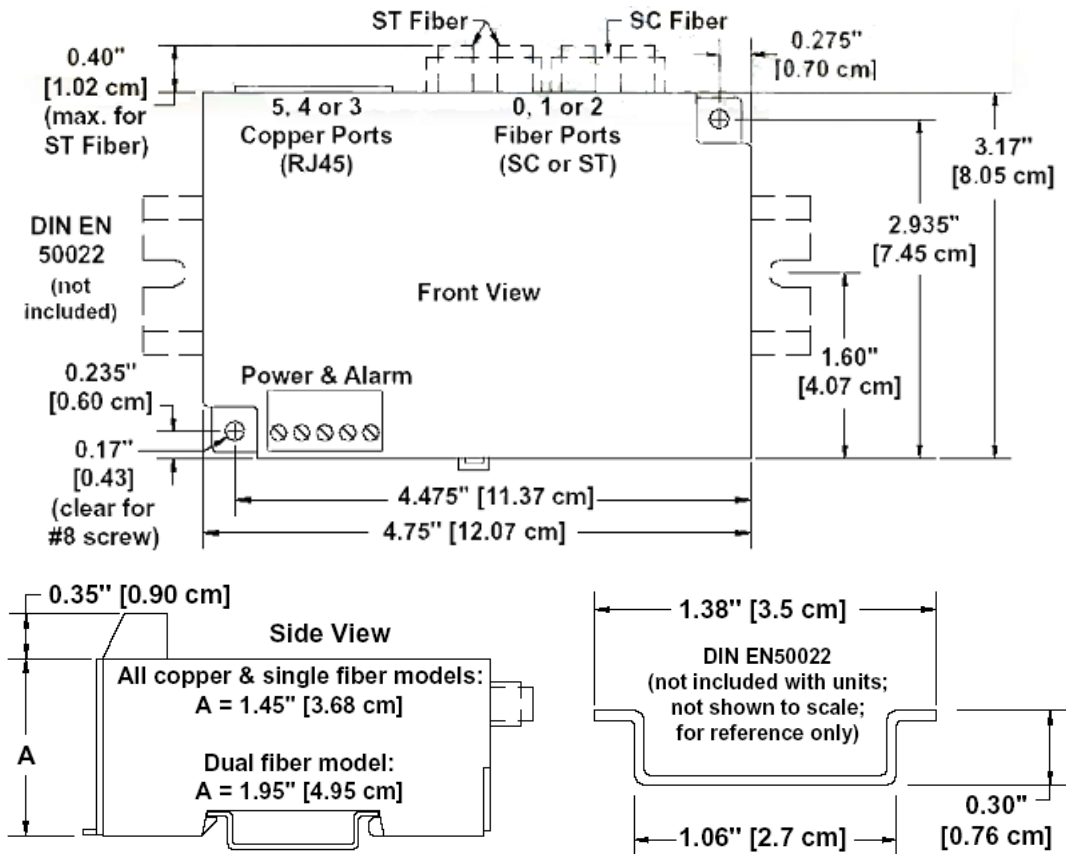 ST Fiber
SC Fiber
0.40"
[1.02 cm]
(max. for
ST Fiber)
0.275"
[0.70 cm]
5, 4 or 3
Copper Ports
(RJ45)
0, 1 or 2
Fiber Ports
(SC or ST)
3.17"
[8.05 cm]
2.935"
[7.45 cm]
DIN EN
50022
(not
included)
Front View
1.60"
[4.07 cm]
0.235"
[0.60 cm]
Power & Alarm
0.17"
[0.43]
(clear for
#8 screw)
4.475" [11.37 cm]
4.75" [12.07 cm]
0.35" [0.90 cm]
Side View
All copper & single fiber models:
A = 1.45" [3.68 cm]
A
Dual fiber model:
A = 1.95" [4.95 cm]
1.38" [3.5 cm]
DIN EN50022
(not included with units;
not shown to scale;
for reference only)
0.30"
[0.76 cm]
1.06" [2.7 cm]